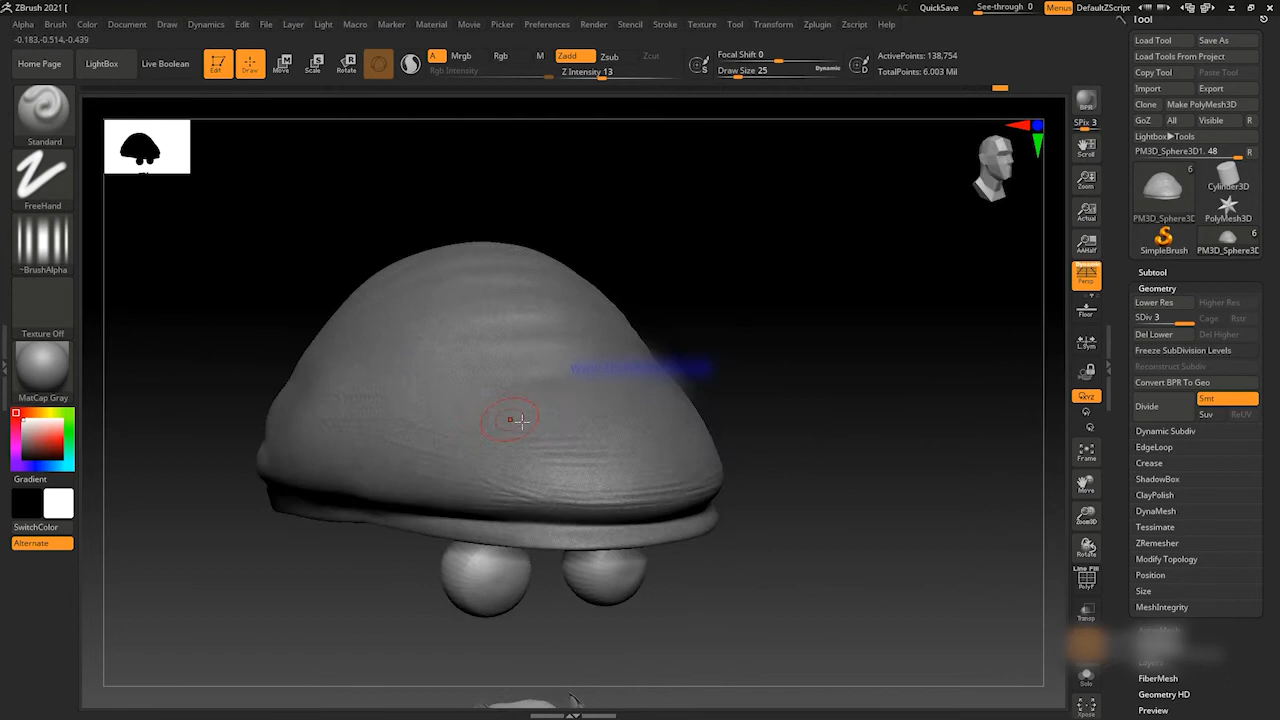 ZBrush 2021 [
AC QuickSave See-through 0 Menus DefaultZScript
Alpha Brush Color Document Draw Dynamics Edit File Layer Light Macro Marker Material Movie Picker Preferences Render Stencil Stroke Texture Tool Transform Zplugin Zscript Help
-0.183,-0.514,-0.439
Home Page LightBox Live Boolean Edit Draw Move Scale Rotate A Mrgb Rgb M Zadd Zsub Zcut
Rgb Intensity Z Intensity 13
Focal Shift 0
Draw Size 25 Dynamic
S D
ActivePoints: 138,754
TotalPoints: 6.003 Mil
Standard
FreeHand
~BrushAlpha
Texture Off
MatCap Gray
Gradient
SwitchColor
Alternate
BPR
SPix 3
Scroll
Zoom
Actual
AAHalf
Dynamic
Persp
Floor
L.Sym
XYZ
Frame
Move
Zoom3D
Rotate
Line Fill
PolyF
Transp
Solo
Xpose
Tool
Load Tool Save As
Load Tools From Project
Copy Tool Paste Tool
Import Export
Clone Make PolyMesh3D
GoZ All Visible R
Lightbox▶Tools
PM3D_Sphere3D1. 48 R
6
Cylinder3D
PM3D_Sphere3D PolyMesh3D
6
SimpleBrush PM3D_Sphere3D
Subtool
Geometry
Lower Res Higher Res
SDiv 3 Cage Rstr
Del Lower Del Higher
Freeze SubDivision Levels
Reconstruct Subdiv
Convert BPR To Geo
Divide Smt
Suv ReUV
Dynamic Subdiv
EdgeLoop
Crease
ShadowBox
ClayPolish
DynaMesh
Tessimate
ZRemesher
Modify Topology
Position
Size
MeshIntegrity
ArrayMesh
Layers
FiberMesh
Geometry HD
Preview